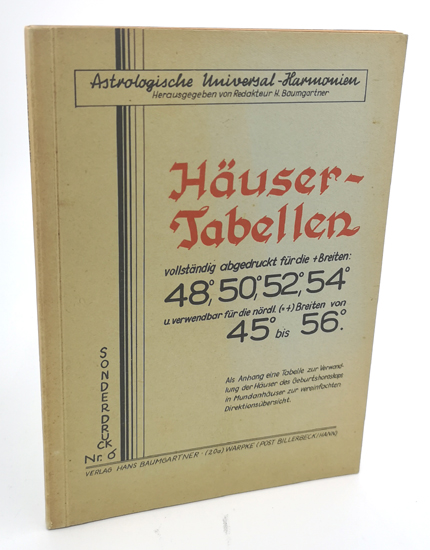 Astrologische Universal-Harmonien
Herausgegeben von Redakteur H. Baumgartner
Häuser-
Tabellen
vollständig abgedruckt für die + Breiten:
48°, 50°, 52°, 54°
u. verwendbar für die nördl. (++) Breiten von
45° bis 56°.
Als Anhang eine Tabelle zur Verwand-
lung der Häuser des Geburtshoroskops
in Mundanhäuser zur vereinfachten
Direktionsübersicht.
SONDERDRUCK
Nr. 6
VERLAG HANS BAUMGARTNER · (20a) WARPKE (POST BILLERBECK/HANN)